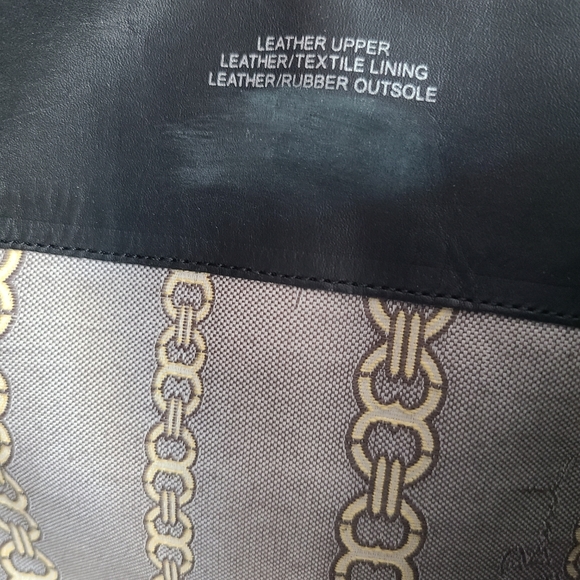 LEATHER UPPER
LEATHER/TEXTILE LINING
LEATHER/RUBBER OUTSOLE